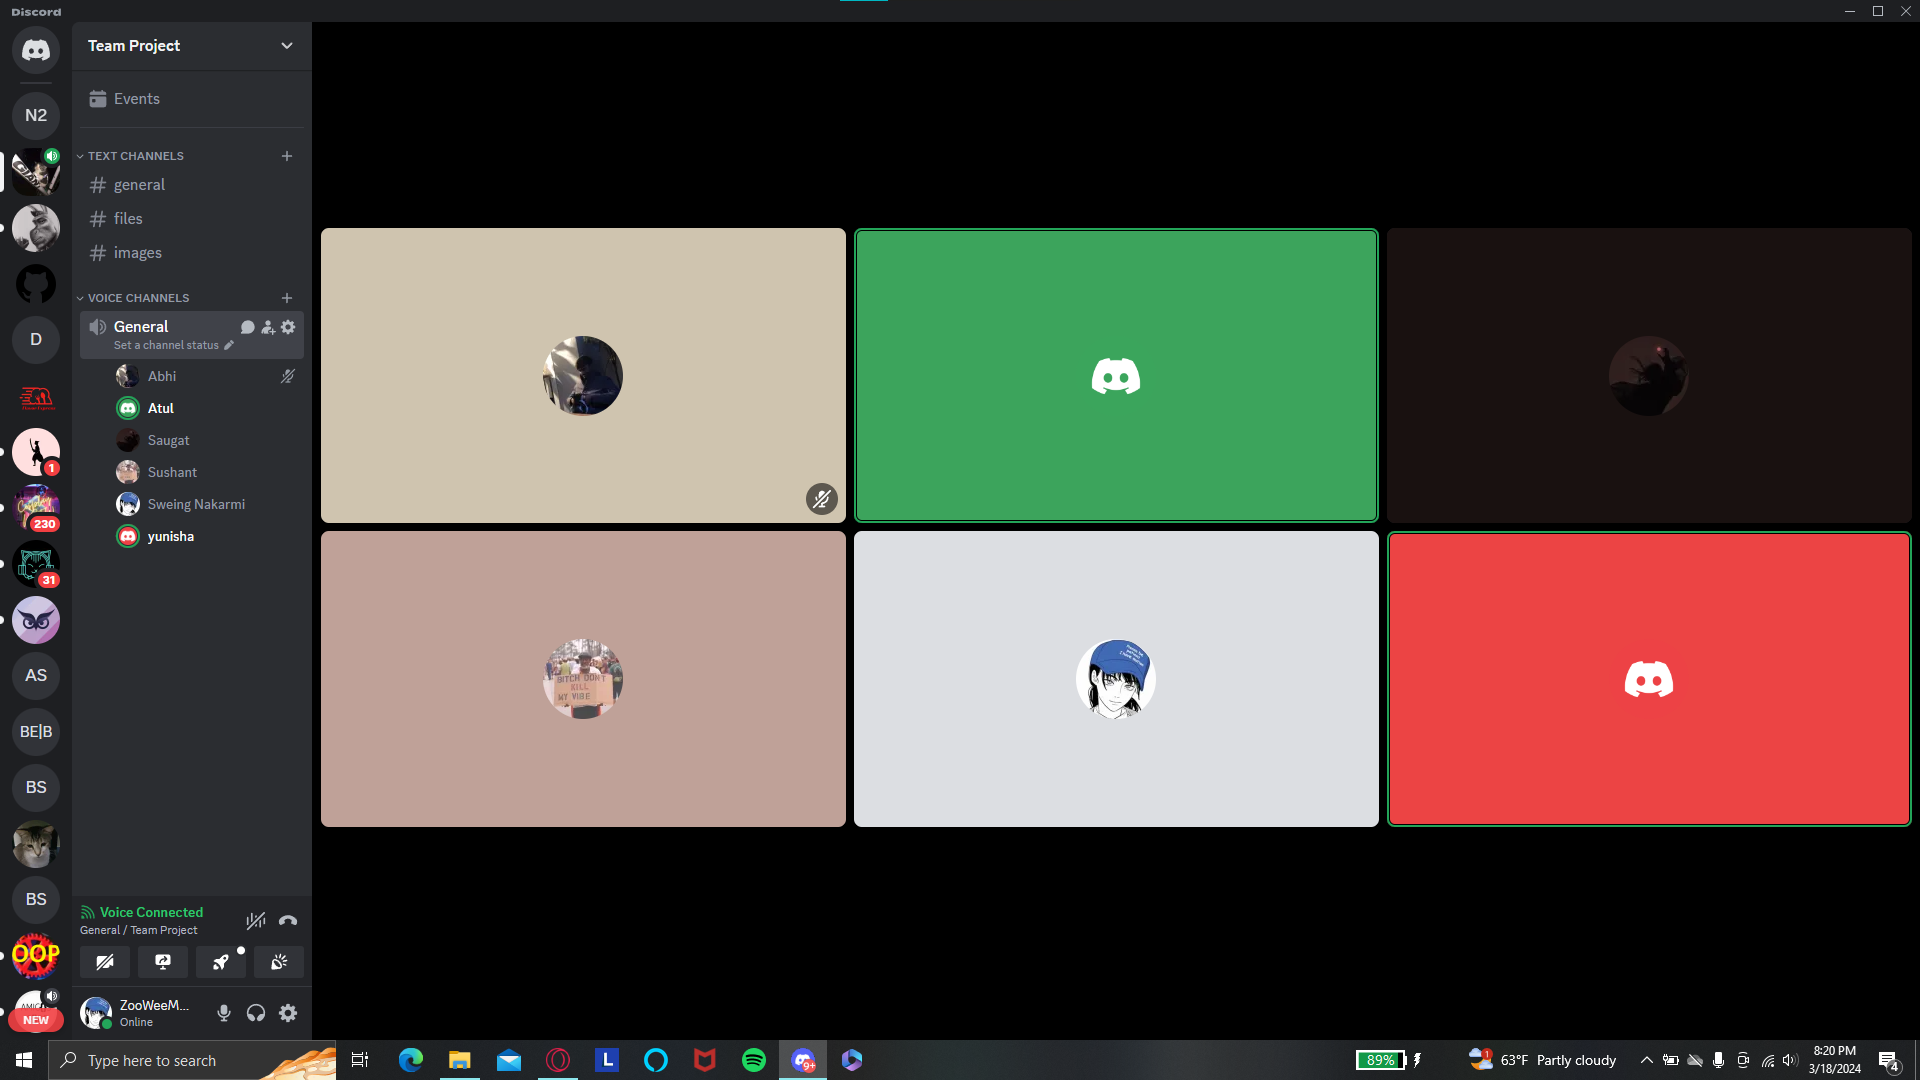 Discord
Team Project
Events
N2
TEXT CHANNELS
general
files
images
D
VOICE CHANNELS
General
Set a channel status
Abhi
Atul
Saugat
Sushant
Sweing Nakarmi
yunisha
1
230
31
AS
BE|B
BS
BS
OOP
NEW
BITCH DON'T
KILL
MY VIBE
Voice Connected
General / Team Project
ZooWeeM...
Online
Type here to search
L
9+
89%
1
63°F Partly cloudy
8:20 PM
3/18/2024
4